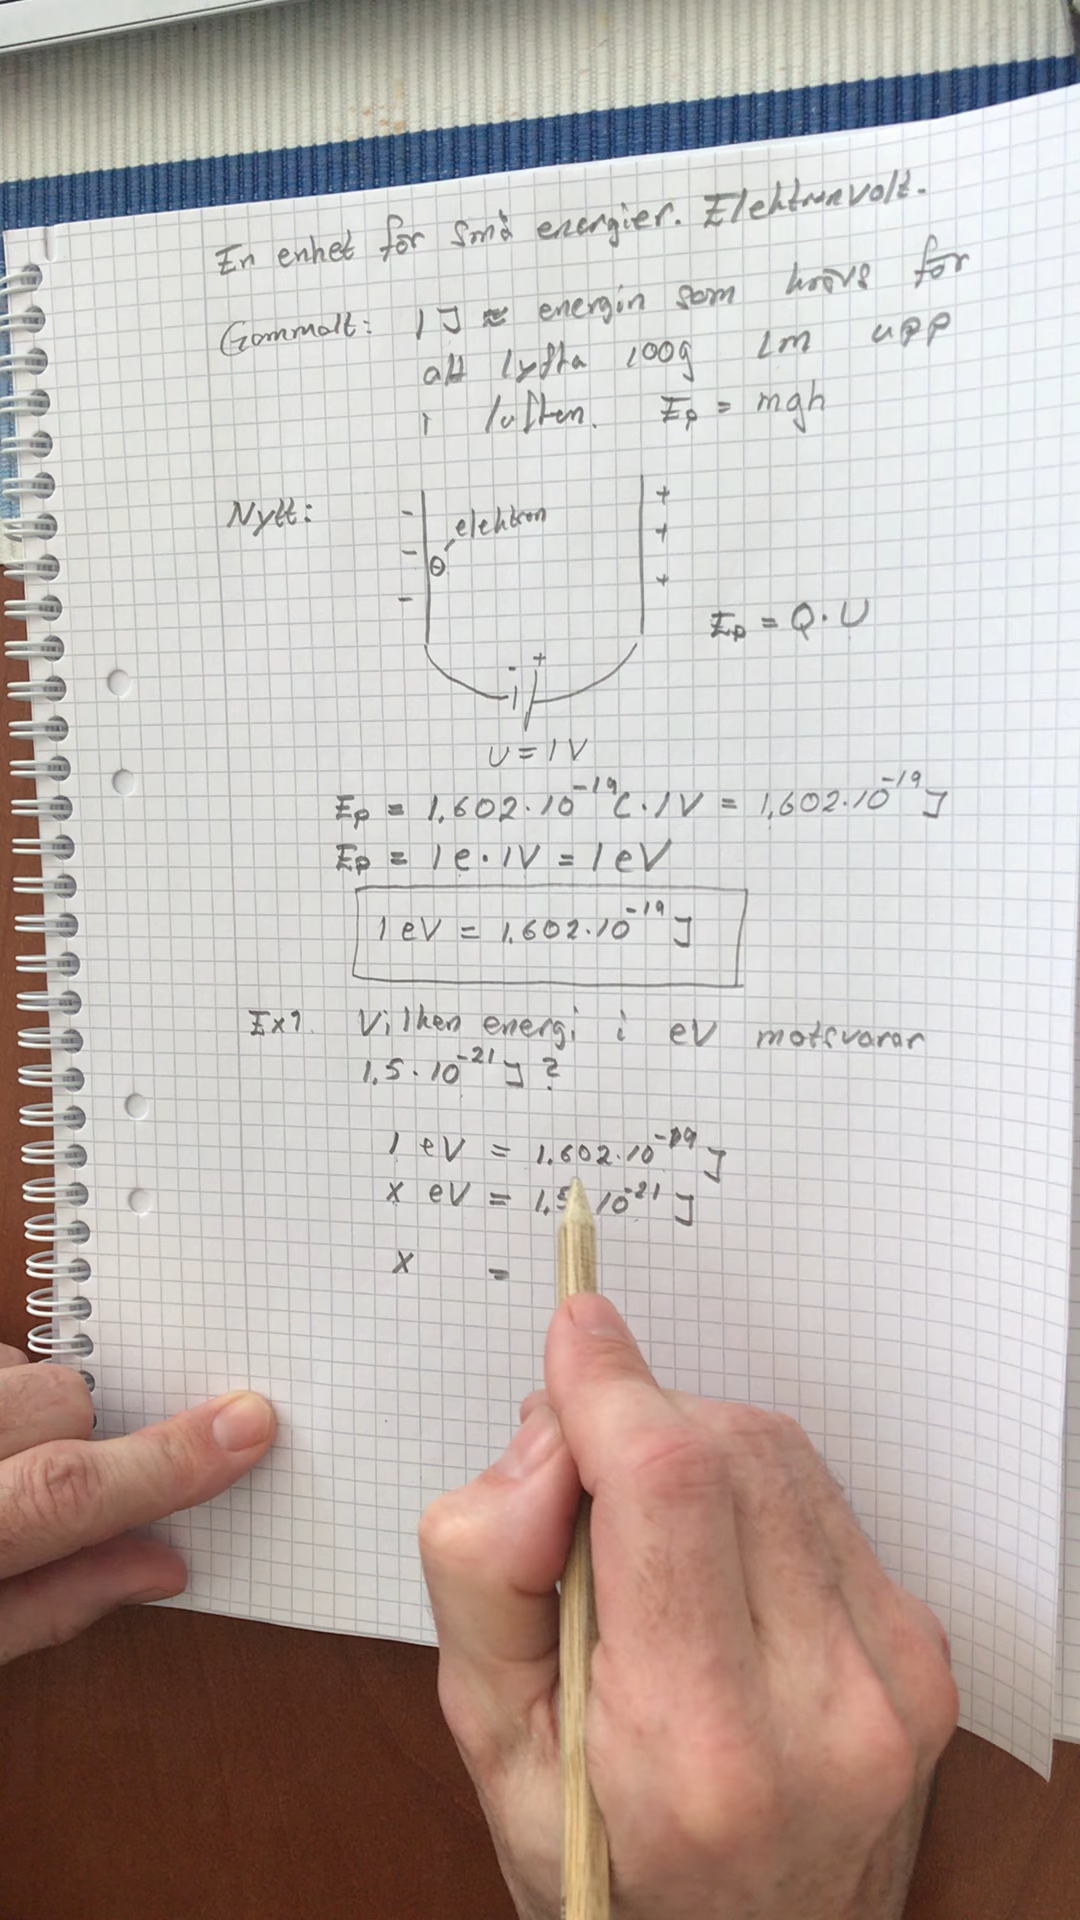 En enhet för små energier. Elektronvolt.
Gammalt: 1 J ≈ energin som krävs för
att lyfta 100g 1m upp
i luften. Ep = mgh
Nytt:
- elektron +
- ⊖ +
- +
Ep = Q·U
- +
U = 1V
Ep = 1,602·10^-19 C·1V = 1,602·10^-19 J
Ep = 1e·1V = 1eV
1 eV = 1,602·10^-19 J
Ex1. Vilken energi i eV motsvarar
1,5·10^-21 J ?
1 eV = 1,602·10^-19 J
x eV = 1,5 10^-21 J
x =